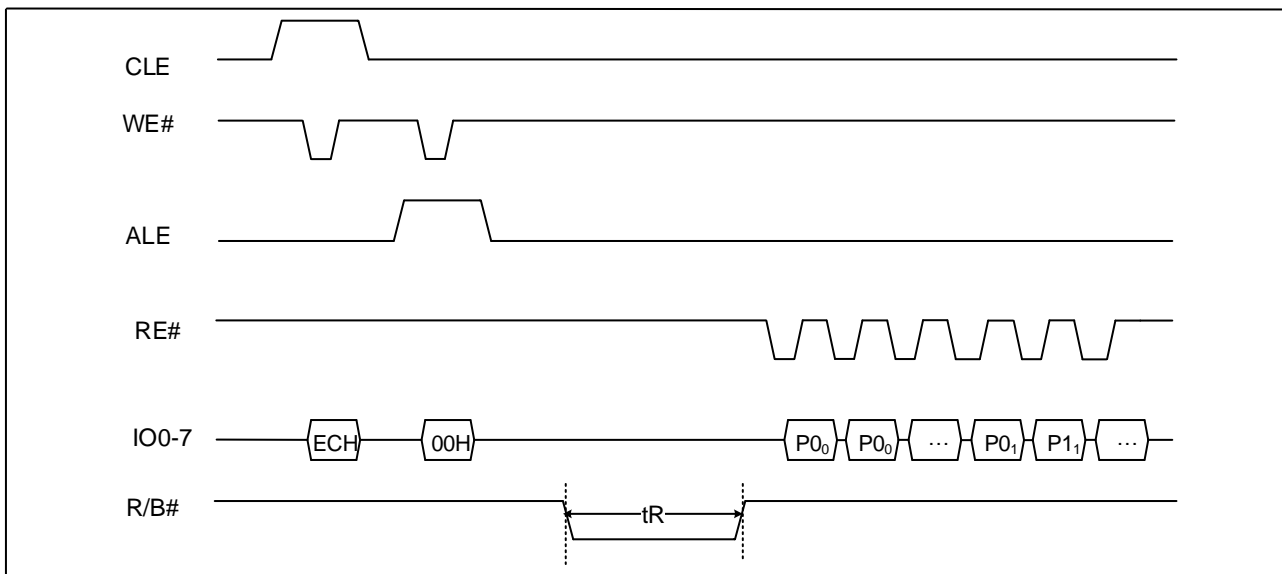 CLE
WE#
ALE
RE#
IO0-7 ECH 00H P0₀ P0₀ … P0₁ P1₁ …
R/B# tR